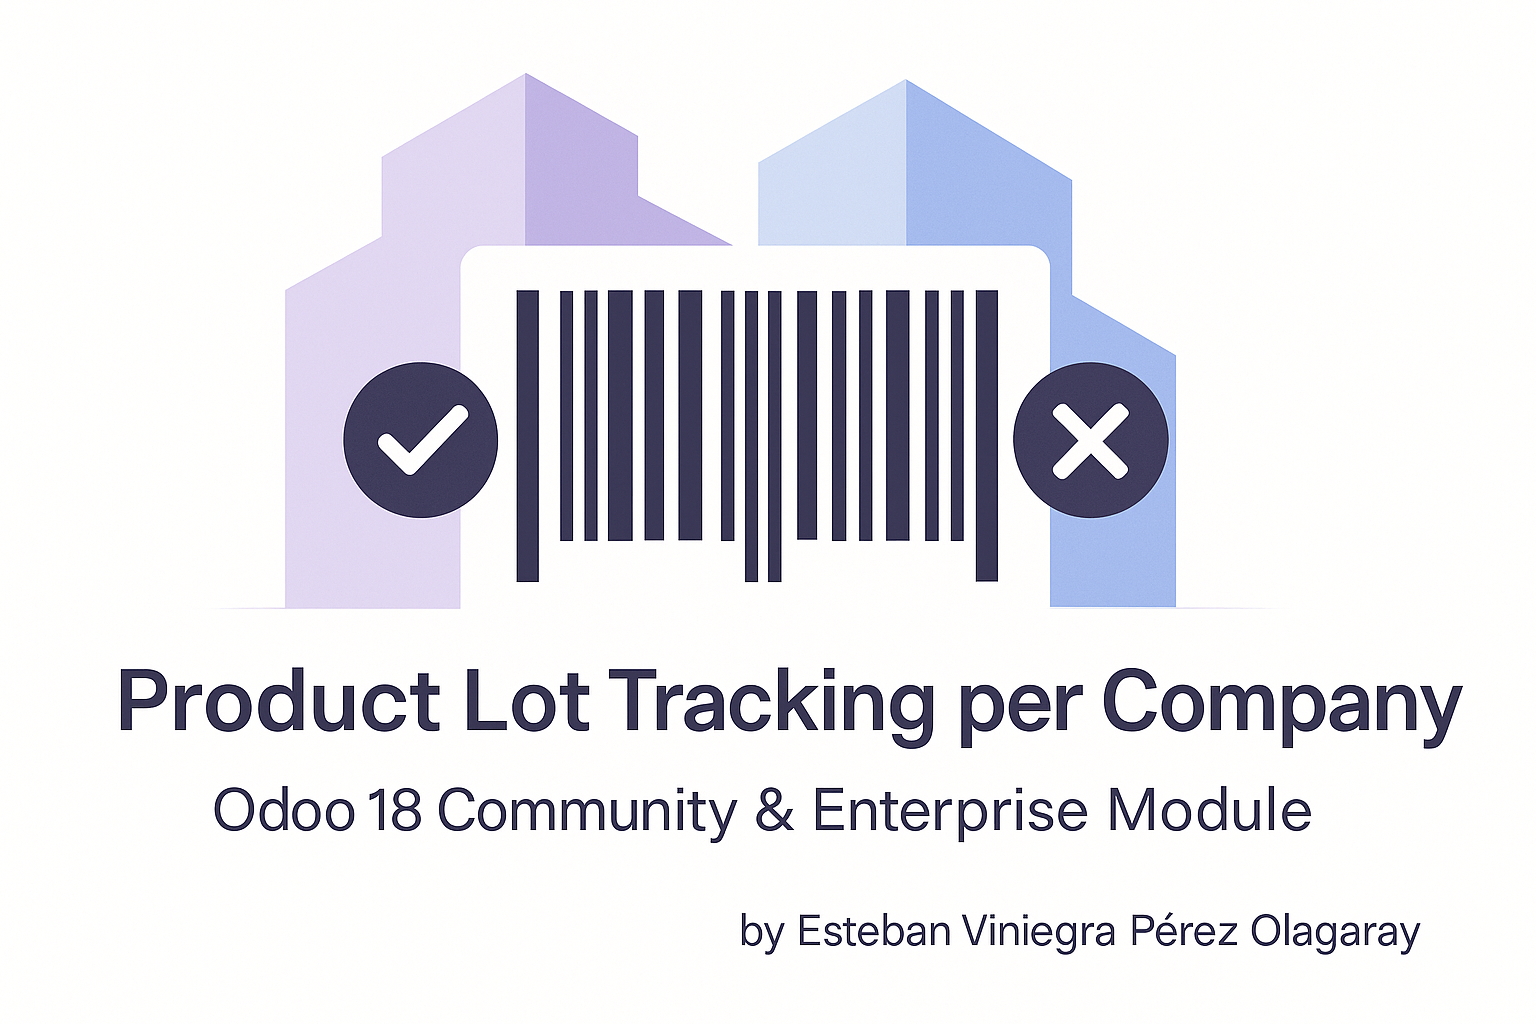 Product Lot Tracking per Company
Odoo 18 Community & Enterprise Module
by Esteban Viniegra Pérez Olagaray